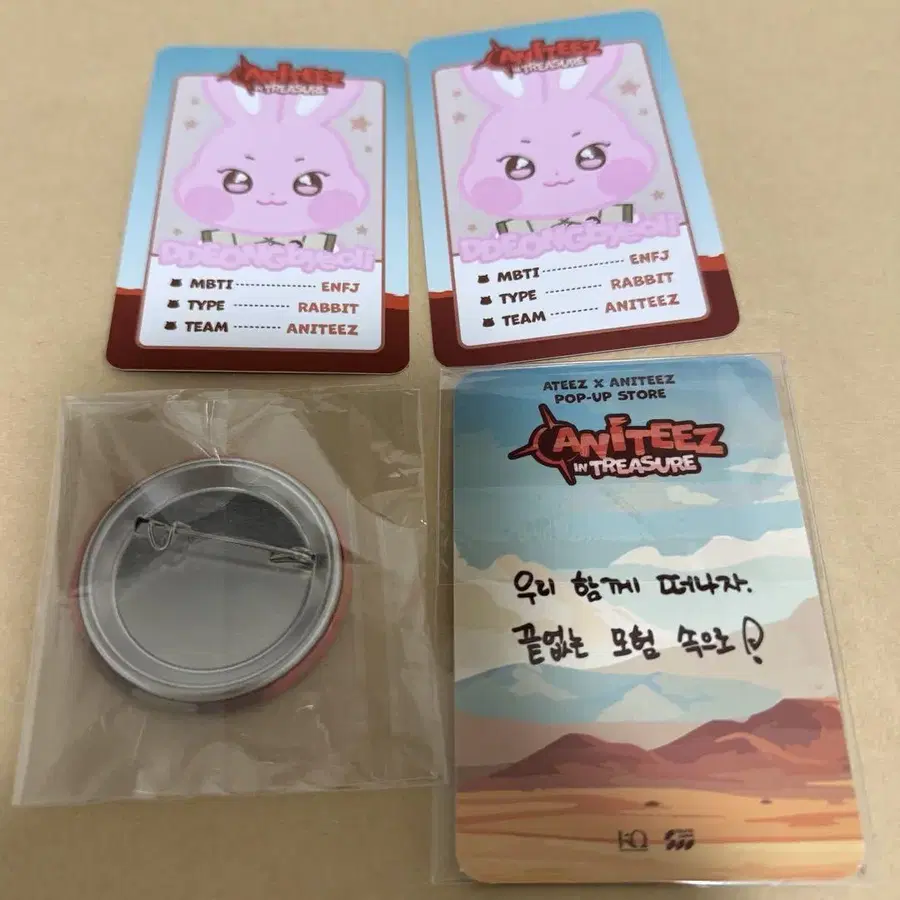 ANITEEZ
IN TREASURE
DDEONGbyeoli
MBTI ENFJ
TYPE RABBIT
TEAM ANITEEZ
ANITEEZ
IN TREASURE
DDEONGbyeoli
MBTI ENFJ
TYPE RABBIT
TEAM ANITEEZ
ATEEZ X ANITEEZ
POP-UP STORE
ANITEEZ
IN TREASURE
우리 함께 떠나자.
끝없는 모험 속으로
KQ